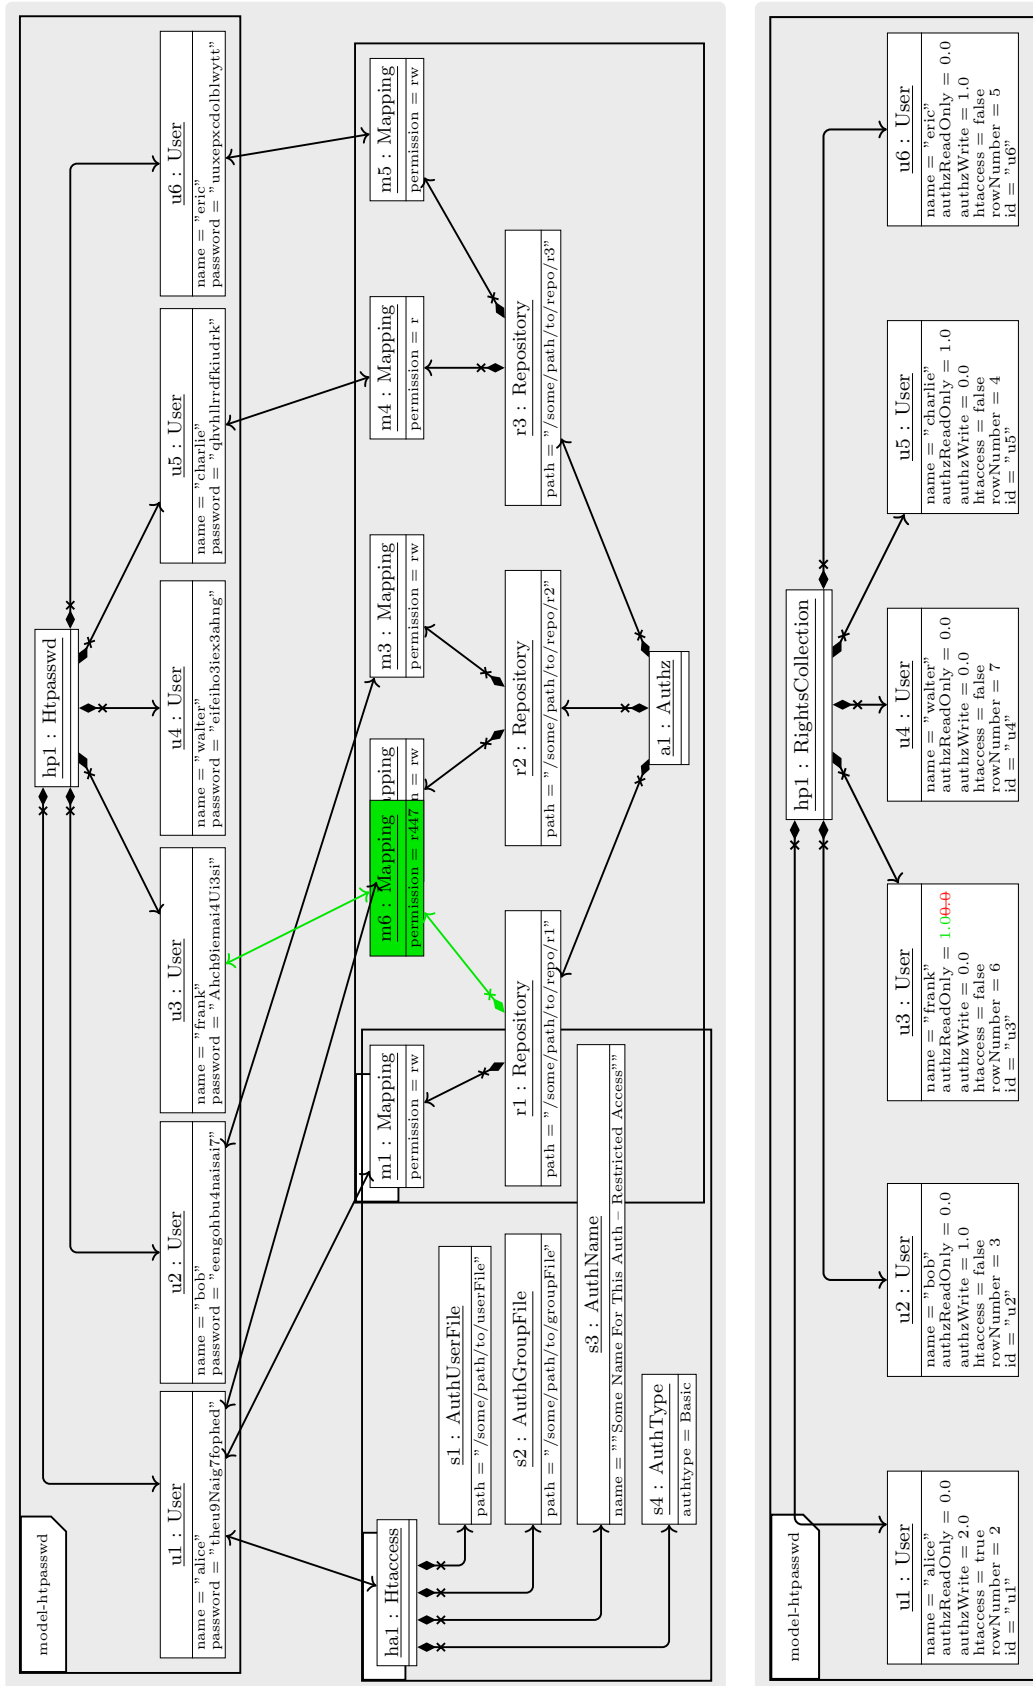 model-htpasswd
hp1 : Htpasswd
u1 : User
name = ”alice”
password = ”theu9Naig7fophed”
u2 : User
name = ”bob”
password = ”eengohbu4naisai7”
u3 : User
name = ”frank”
password = ”Ahch9iemai4Ui3si”
u4 : User
name = ”walter”
password = ”eifeiho3iex3ahng”
u5 : User
name = ”charlie”
password = ”qhvhllrrdfkiudrk”
u6 : User
name = ”eric”
password = ”uuxepxcdolblwytt”
ha1 : Htaccess
s1 : AuthUserFile
path = ”/some/path/to/userFile”
s2 : AuthGroupFile
path = ”/some/path/to/groupFile”
s3 : AuthName
name = ””Some Name For This Auth – Restricted Access””
s4 : AuthType
authtype = Basic
m1 : Mapping
permission = rw
m6 : Mapping
permission = r447
pping
n = rw
m3 : Mapping
permission = rw
m4 : Mapping
permission = r
m5 : Mapping
permission = rw
r1 : Repository
path = ”/some/path/to/repo/r1”
r2 : Repository
path = ”/some/path/to/repo/r2”
r3 : Repository
path = ”/some/path/to/repo/r3”
a1 : Authz
model-htpasswd
hp1 : RightsCollection
u1 : User
name = ”alice”
authzReadOnly = 0.0
authzWrite = 2.0
htaccess = true
rowNumber = 2
id = ”u1”
u2 : User
name = ”bob”
authzReadOnly = 0.0
authzWrite = 1.0
htaccess = false
rowNumber = 3
id = ”u2”
u3 : User
name = ”frank”
authzReadOnly = 1.00.0
authzWrite = 0.0
htaccess = false
rowNumber = 6
id = ”u3”
u4 : User
name = ”walter”
authzReadOnly = 0.0
authzWrite = 0.0
htaccess = false
rowNumber = 7
id = ”u4”
u5 : User
name = ”charlie”
authzReadOnly = 1.0
authzWrite = 0.0
htaccess = false
rowNumber = 4
id = ”u5”
u6 : User
name = ”eric”
authzReadOnly = 0.0
authzWrite = 1.0
htaccess = false
rowNumber = 5
id = ”u6”